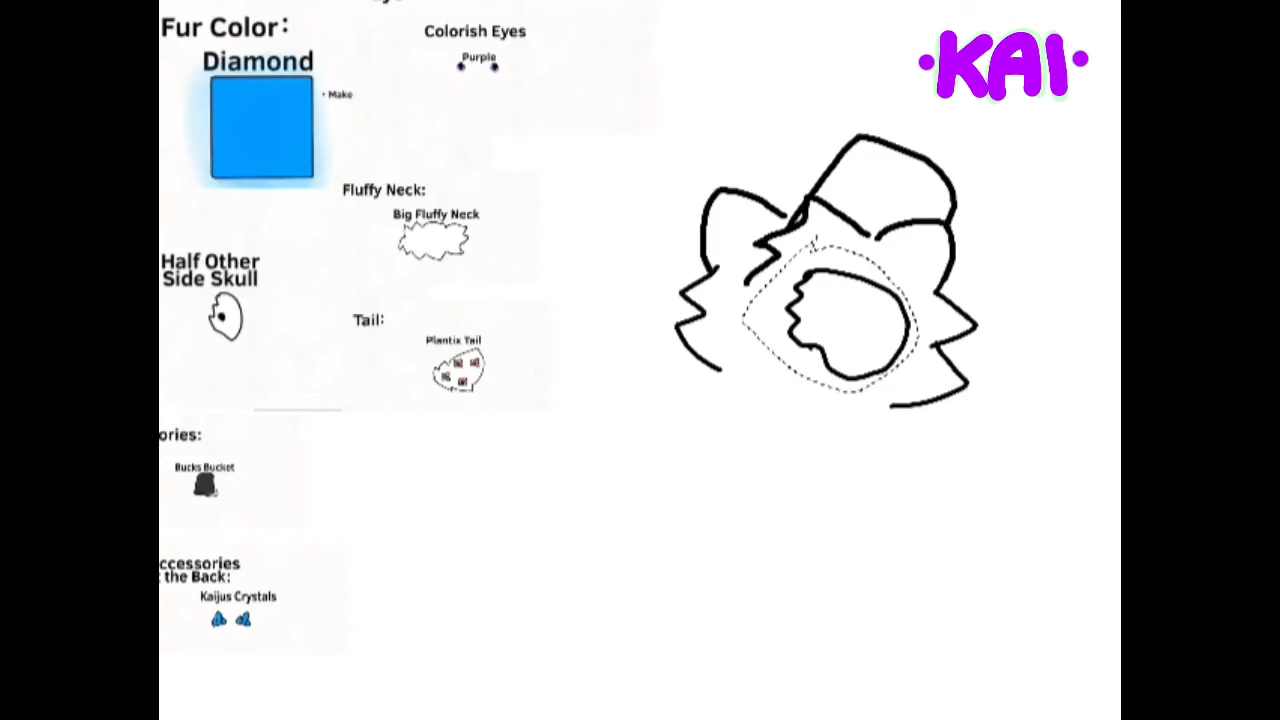 Fur Color:
Diamond
• Make
Colorish Eyes
Purple
•KAI•
Fluffy Neck:
Big Fluffy Neck
Half Other
Side Skull
Tail:
Plantix Tail
ories:
Bucks Bucket
ccessories
the Back:
Kaijus Crystals